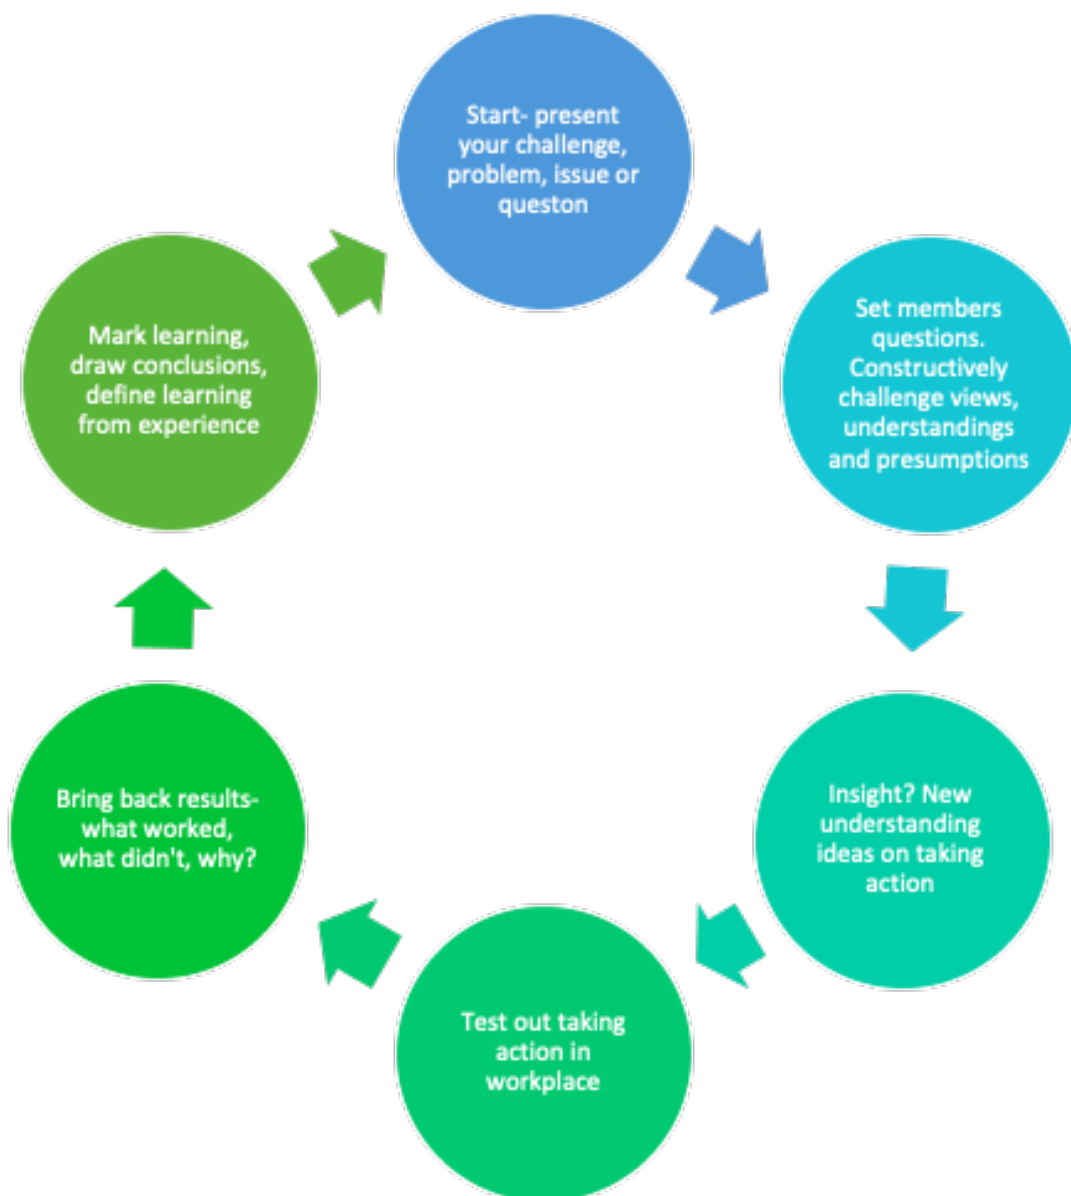 Start- present
your challenge,
problem, issue or
queston
Set members
questions.
Constructively
challenge views,
understandings
and presumptions
Insight? New
understanding
ideas on taking
action
Test out taking
action in
workplace
Bring back results-
what worked,
what didn't, why?
Mark learning,
draw conclusions,
define learning
from experience